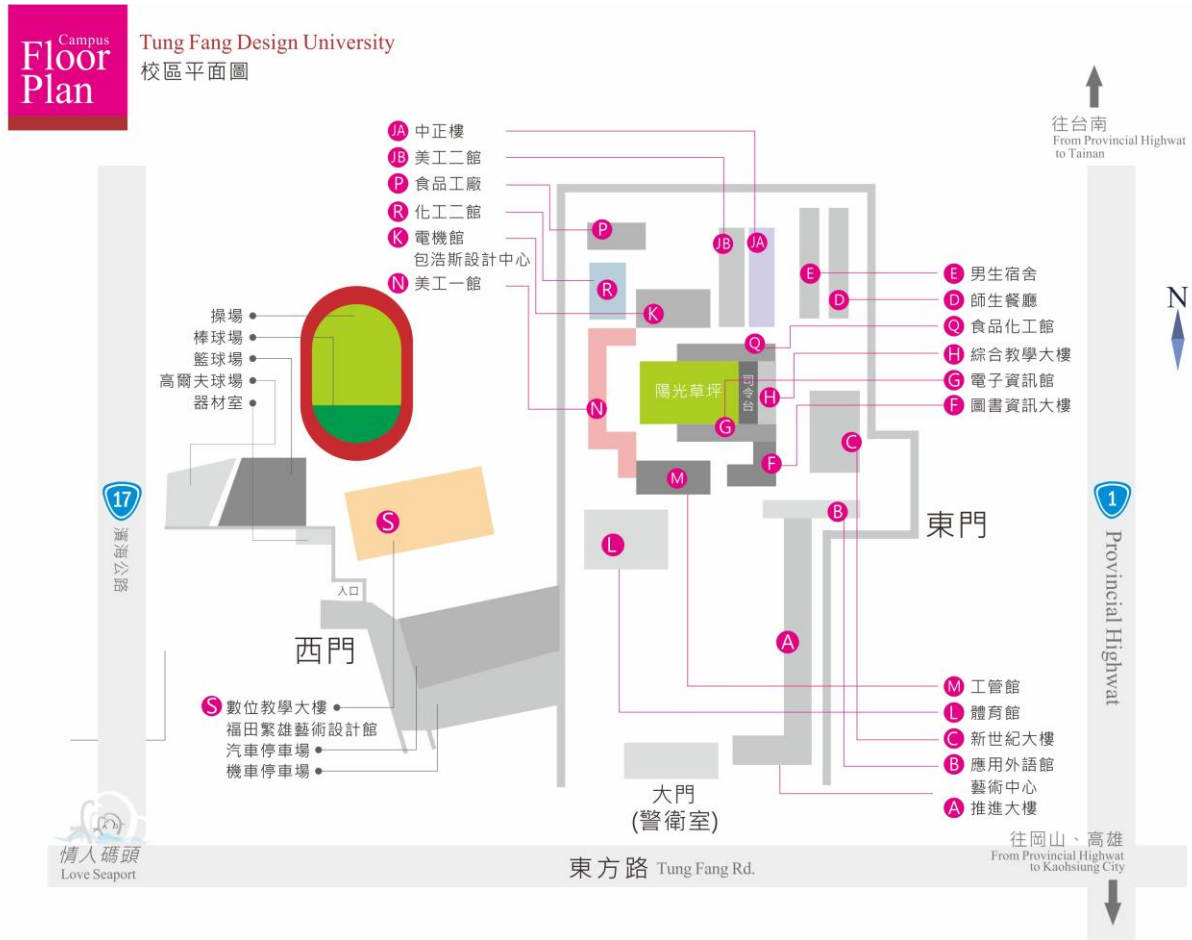 Campus
Floor
Plan
Tung Fang Design University
校區平面圖
往台南
From Provincial Highwat
to Tainan
JA 中正樓
JB 美工二館
P 食品工廠
R 化工二館
K 電機館
包浩斯設計中心
N 美工一館
操場
棒球場
籃球場
高爾夫球場
器材室
P
JB
JA
R
K
E
D
Q
陽光草坪
司令台
H
N
G
F
C
M
B
L
A
S
E 男生宿舍
D 師生餐廳
Q 食品化工館
H 綜合教學大樓
G 電子資訊館
F 圖書資訊大樓
N
17
濱海公路
1
Provincial Highwat
東門
入口
西門
S 數位教學大樓
福田繁雄藝術設計館
汽車停車場
機車停車場
M 工管館
L 體育館
C 新世紀大樓
B 應用外語館
藝術中心
A 推進大樓
大門
(警衛室)
情人碼頭
Love Seaport
東方路 Tung Fang Rd.
往岡山、高雄
From Provincial Highwat
to Kaohsiung City